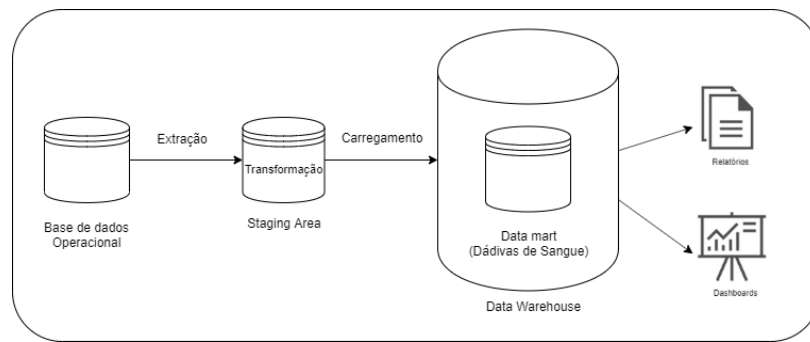 Extração
Carregamento
Transformação
Base de dados
Operacional
Staging Area
Data mart
(Dádivas de Sangue)
Data Warehouse
Relatórios
Dashboards